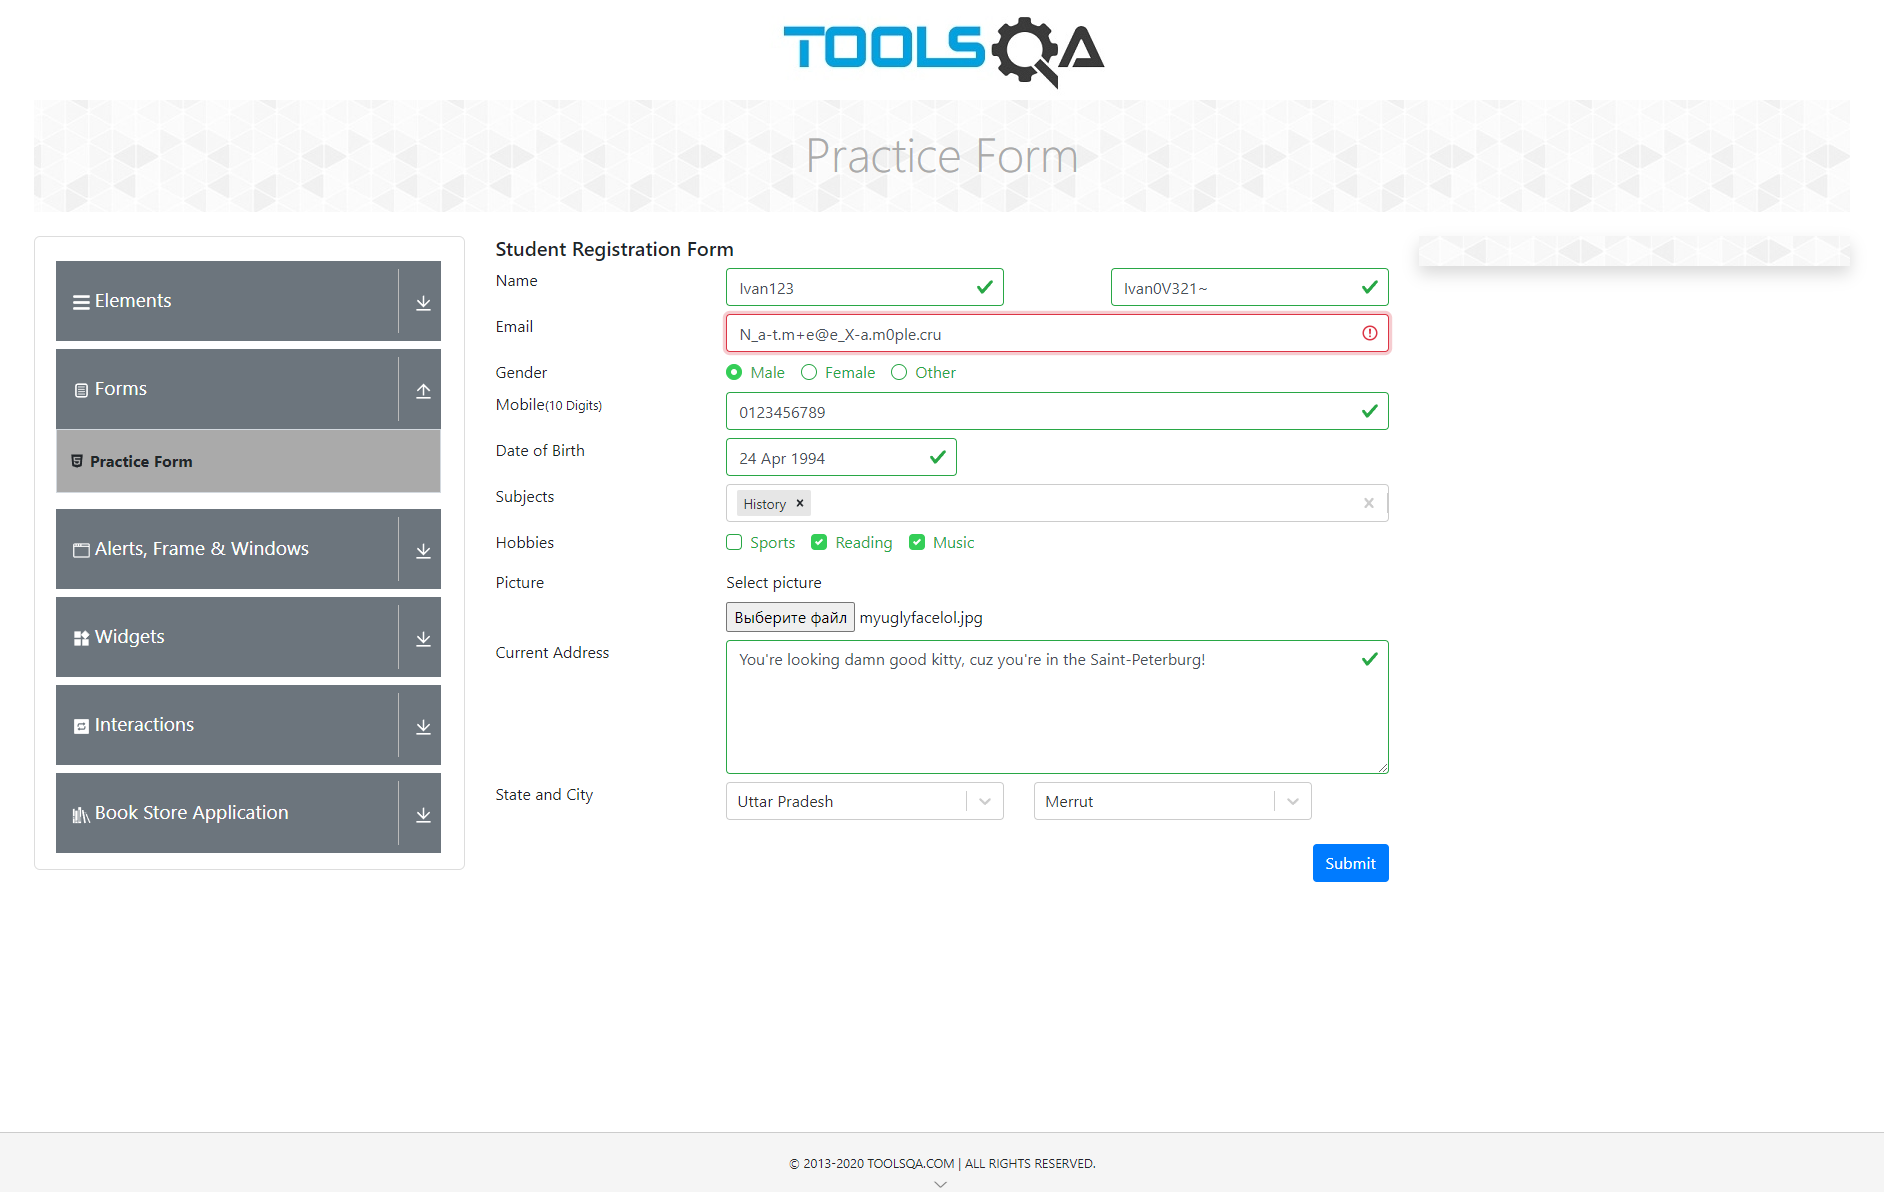 TOOLSQA
Practice Form
Elements
Forms
Practice Form
Alerts, Frame & Windows
Widgets
Interactions
Book Store Application
Student Registration Form
Name Ivan123 Ivan0V321~
Email N_a-t.m+e@e_X-a.m0ple.cru
Gender Male Female Other
Mobile(10 Digits) 0123456789
Date of Birth 24 Apr 1994
Subjects History
Hobbies Sports Reading Music
Picture Select picture
Выберите файл myuglyfacelol.jpg
Current Address You're looking damn good kitty, cuz you're in the Saint-Peterburg!
State and City Uttar Pradesh Merrut
Submit
© 2013-2020 TOOLSQA.COM | ALL RIGHTS RESERVED.